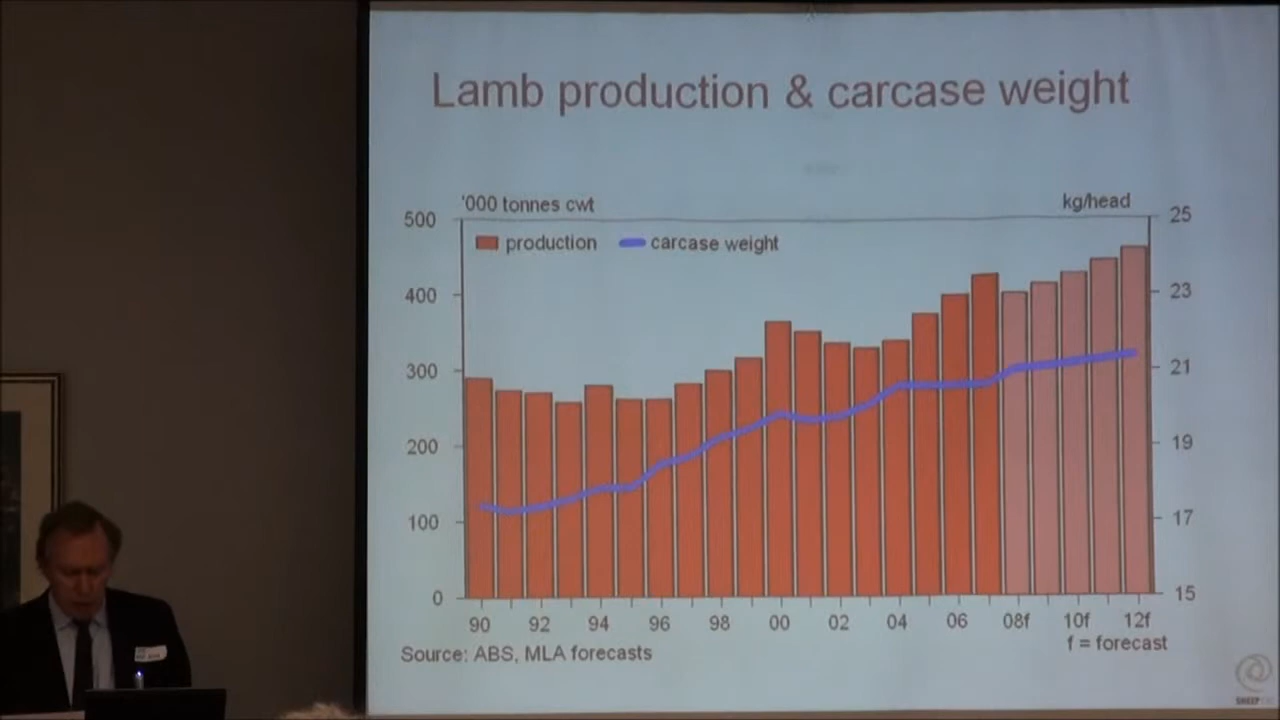 Lamb production & carcase weight
'000 tonnes cwt
kg/head
production
carcase weight
500
400
300
200
100
0
25
23
21
19
17
15
90 92 94 96 98 00 02 04 06 08f 10f 12f
f = forecast
Source: ABS, MLA forecasts
SHEEP